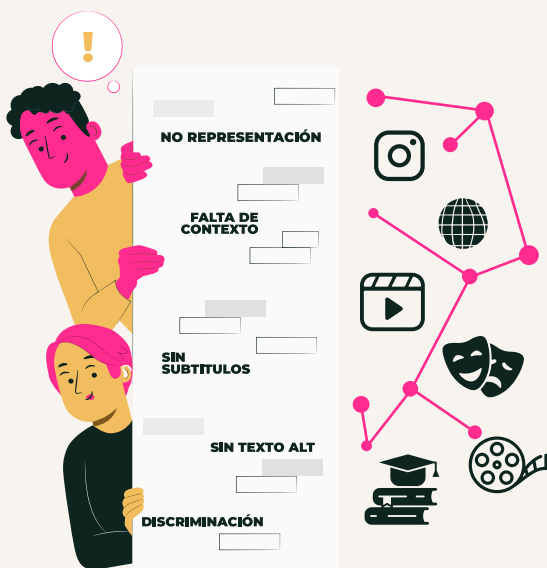 !
NO REPRESENTACIÓN
FALTA DE
CONTEXTO
SIN
SUBTITULOS
SIN TEXTO ALT
DISCRIMINACIÓN